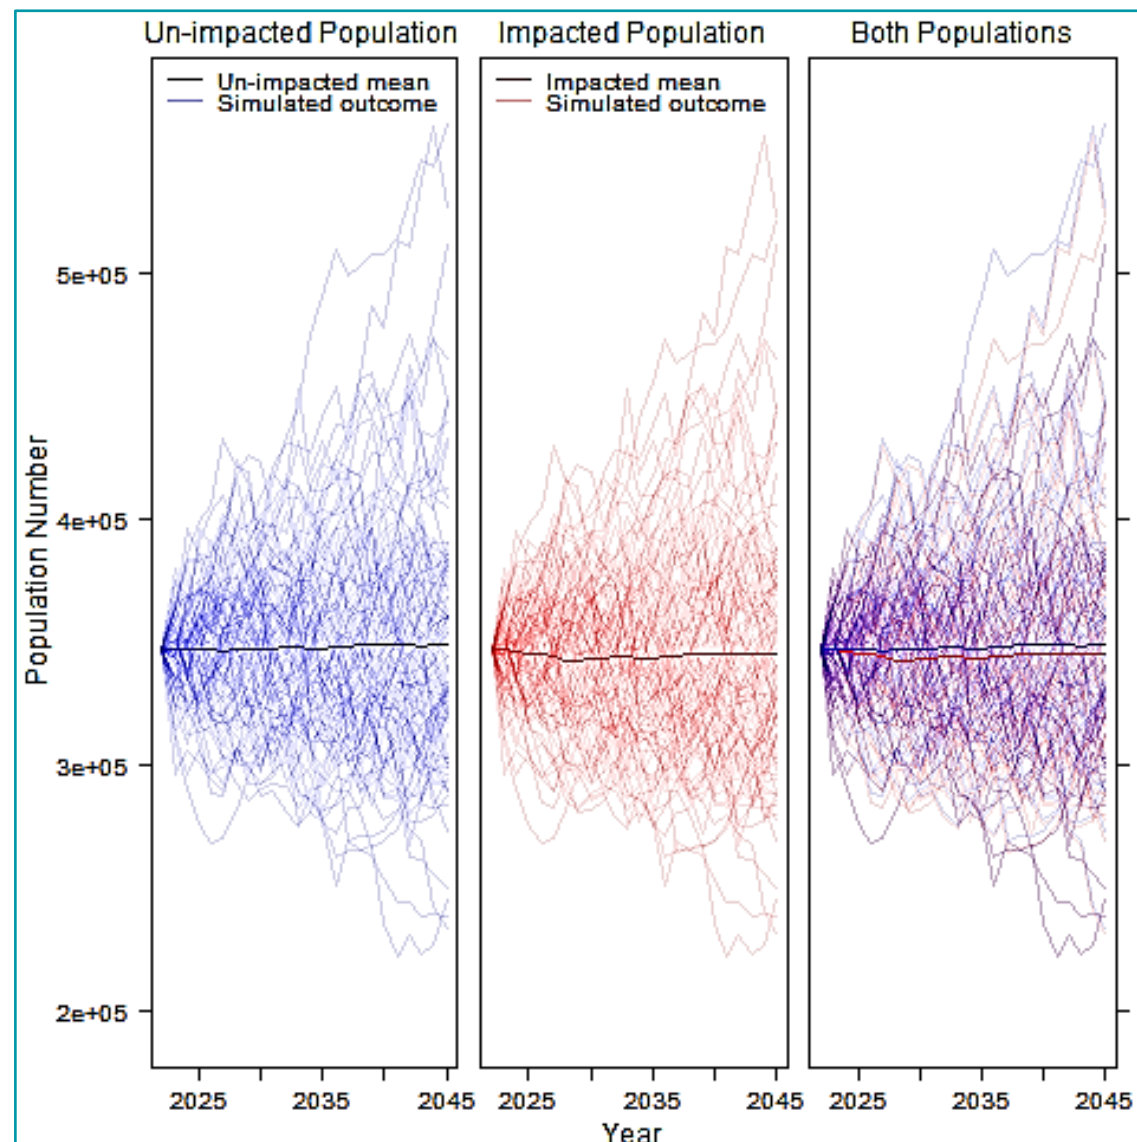 Un-impacted Population
Impacted Population
Both Populations
Un-impacted mean
Simulated outcome
Impacted mean
Simulated outcome
Population Number
5e+05
4e+05
3e+05
2e+05
2025
2035
2045
2025
2035
2045
2025
2035
2045
Year